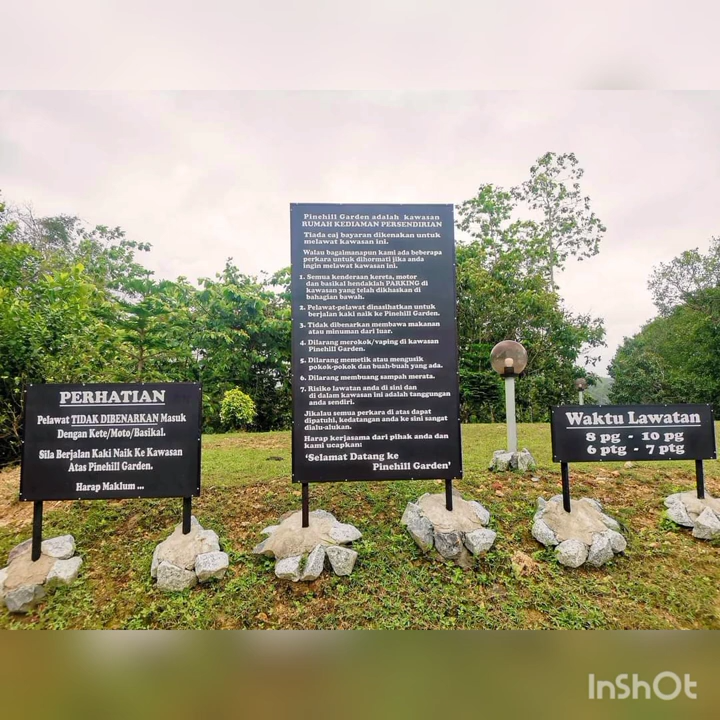 PERHATIAN
Pelawat TIDAK DIBENARKAN Masuk
Dengan Kete/Moto/Basikal.
Sila Berjalan Kaki Naik Ke Kawasan
Atas Pinehill Garden.
Harap Maklum ...
Pinehill Garden adalah kawasan
RUMAH KEDIAMAN PERSENDIRIAN
Tiada caj bayaran dikenakan untuk
melawat kawasan ini.
Walau bagaimanapun kami ada beberapa
perkara untuk dihormati jika anda
ingin melawat kawasan ini.
1. Semua kenderaan kereta, motor
dan basikal hendaklah PARKING di
kawasan yang telah dikhaskan di
bahagian bawah.
2. Pelawat-pelawat dinasihatkan untuk
berjalan kaki naik ke Pinehill Garden.
3. Tidak dibenarkan membawa makanan
atau minuman dari luar.
4. Dilarang merokok/vaping di kawasan
Pinehill Garden.
5. Dilarang memetik atau mengusik
pokok-pokok dan buah-buah yang ada.
6. Dilarang membuang sampah merata.
7. Risiko lawatan anda di sini dan
di dalam kawasan ini adalah tanggungan
anda sendiri.
Jikalau semua perkara di atas dapat
dipatuhi, kedatangan anda ke sini sangat
dialu-alukan.
Harap kerjasama dari pihak anda dan
kami ucapkan:
'Selamat Datang ke
Pinehill Garden'
Waktu Lawatan
8 pg - 10 pg
6 ptg - 7 ptg
InShOt